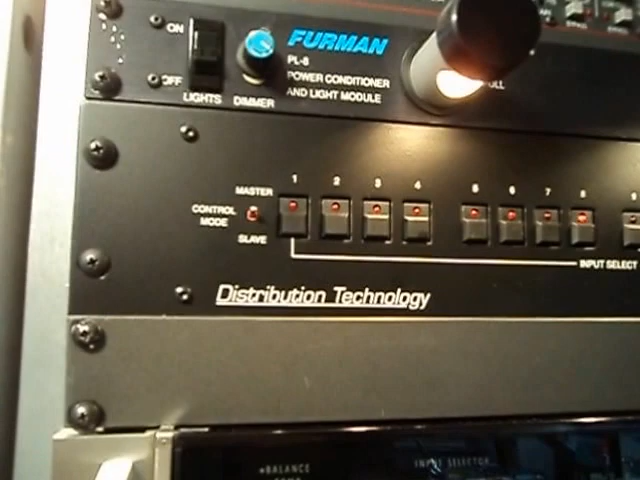 ON
FURMAN
PL-8
POWER CONDITIONER
AND LIGHT MODULE
OFF
LIGHTS
DIMMER
1 2 3 4 5 6 7 8 9
MASTER
CONTROL
MODE
SLAVE
INPUT SELECT
Distribution Technology
BALANCE
INPUT SELECTOR